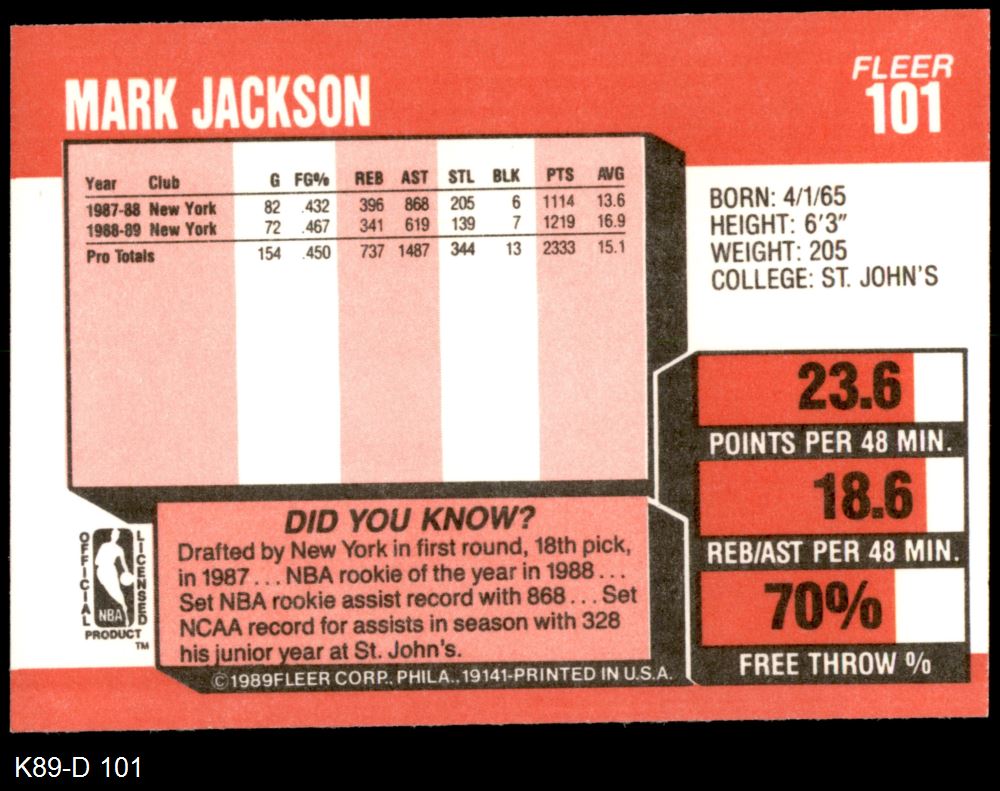 MARK JACKSON
FLEER
101
Year Club G FG% REB AST STL BLK PTS AVG
1987-88 New York 82 .432 396 868 205 6 1114 13.6
1988-89 New York 72 .467 341 619 139 7 1219 16.9
Pro Totals 154 .450 737 1487 344 13 2333 15.1
BORN: 4/1/65
HEIGHT: 6'3"
WEIGHT: 205
COLLEGE: ST. JOHN'S
23.6
POINTS PER 48 MIN.
18.6
REB/AST PER 48 MIN.
70%
FREE THROW %
OFFICIAL
LICENSED
NBA
PRODUCT
TM
DID YOU KNOW?
Drafted by New York in first round, 18th pick,
in 1987 ... NBA rookie of the year in 1988 ...
Set NBA rookie assist record with 868 ... Set
NCAA record for assists in season with 328
his junior year at St. John's.
©1989FLEER CORP., PHILA., 19141-PRINTED IN U.S.A.
K89-D 101